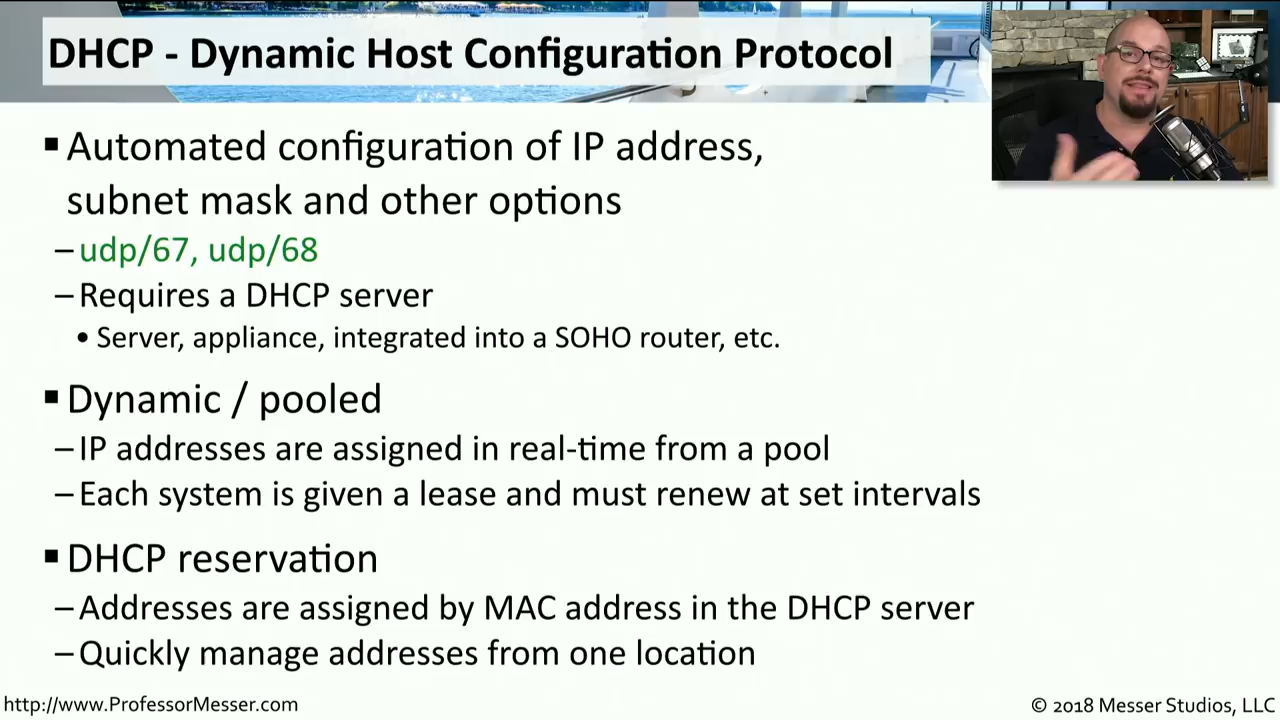 DHCP - Dynamic Host Configuration Protocol
▪ Automated configuration of IP address,
subnet mask and other options
– udp/67, udp/68
– Requires a DHCP server
• Server, appliance, integrated into a SOHO router, etc.
▪ Dynamic / pooled
– IP addresses are assigned in real-time from a pool
– Each system is given a lease and must renew at set intervals
▪ DHCP reservation
– Addresses are assigned by MAC address in the DHCP server
– Quickly manage addresses from one location
http://www.ProfessorMesser.com
© 2018 Messer Studios, LLC